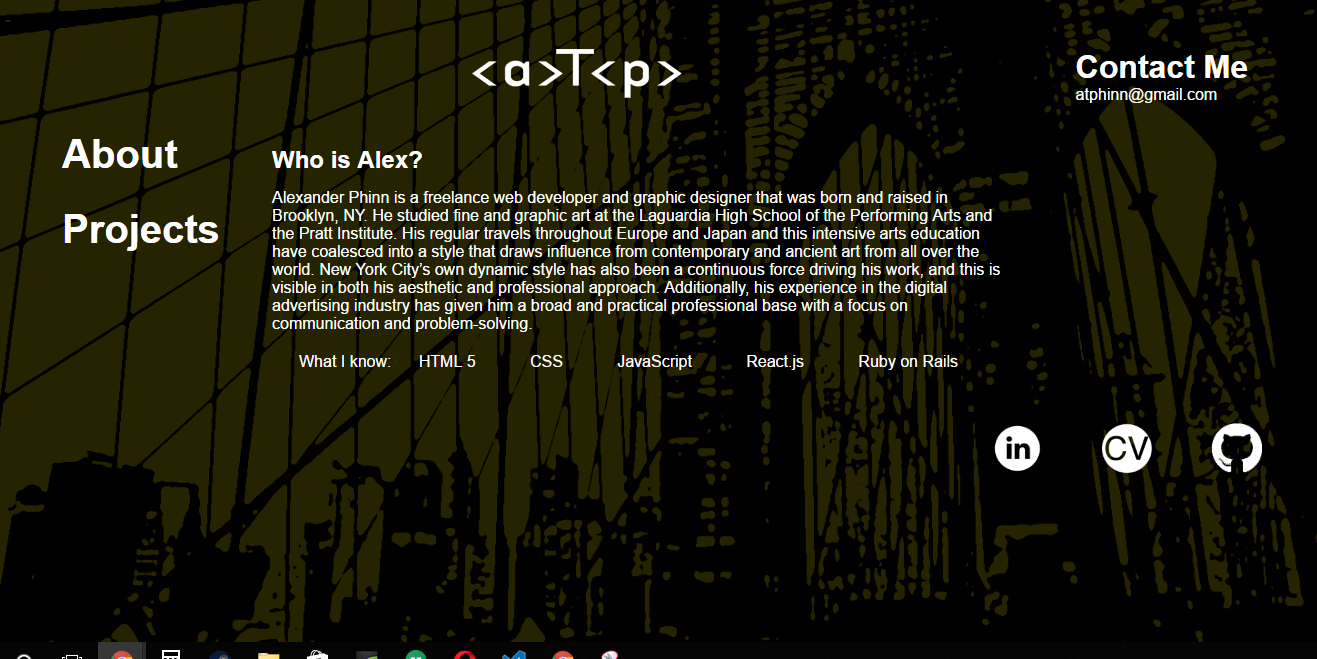 <a>T<p>
Contact Me
atphinn@gmail.com
About
Projects
Who is Alex?
Alexander Phinn is a freelance web developer and graphic designer that was born and raised in
Brooklyn, NY. He studied fine and graphic art at the Laguardia High School of the Performing Arts and
the Pratt Institute. His regular travels throughout Europe and Japan and this intensive arts education
have coalesced into a style that draws influence from contemporary and ancient art from all over the
world. New York City's own dynamic style has also been a continuous force driving his work, and this is
visible in both his aesthetic and professional approach. Additionally, his experience in the digital
advertising industry has given him a broad and practical professional base with a focus on
communication and problem-solving.
What I know: HTML 5 CSS JavaScript React.js Ruby on Rails
in CV